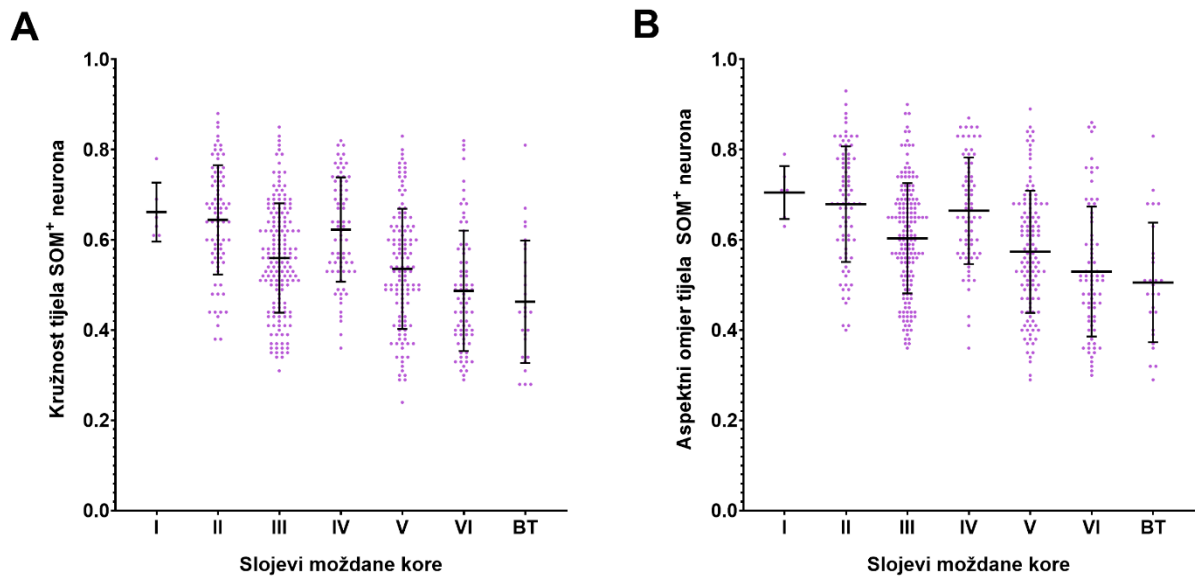 A
Kružnost tijela SOM⁺ neurona
1.0
0.8
0.6
0.4
0.2
0.0
I II III IV V VI BT
Slojevi moždane kore
B
Aspektni omjer tijela SOM⁺ neurona
1.0
0.8
0.6
0.4
0.2
0.0
I II III IV V VI BT
Slojevi moždane kore